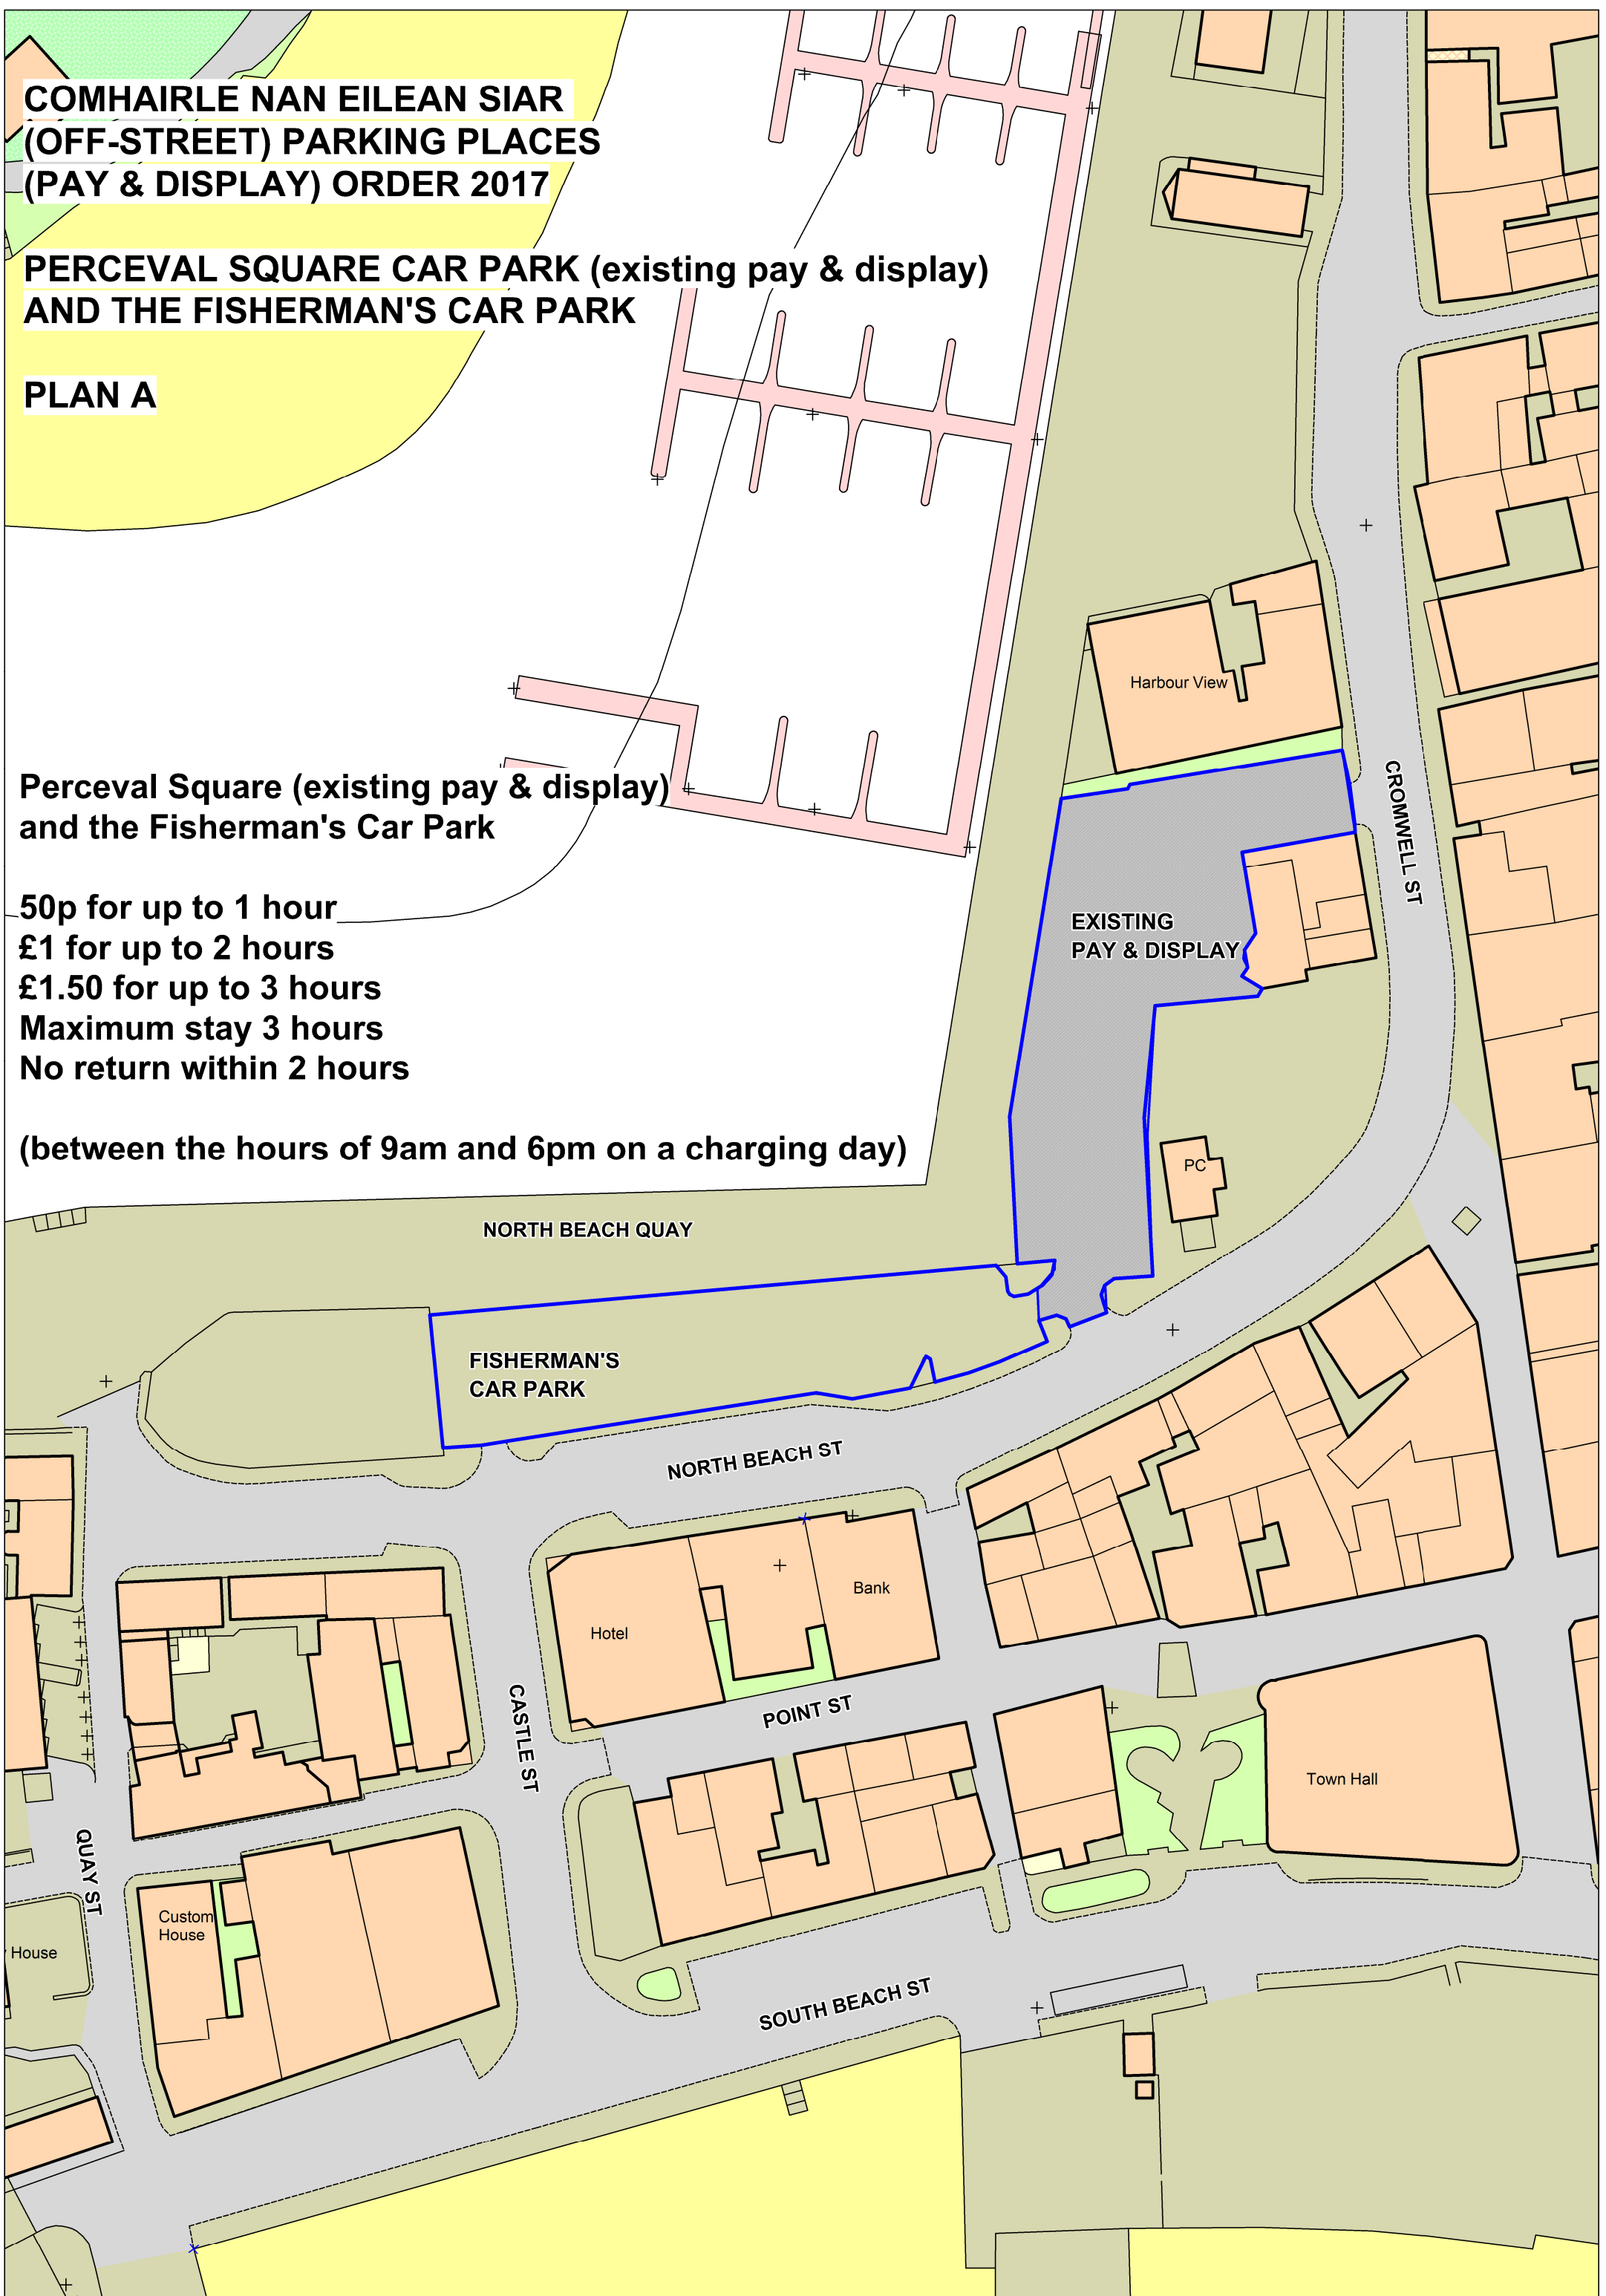 COMHAIRLE NAN EILEAN SIAR
(OFF-STREET) PARKING PLACES
(PAY & DISPLAY) ORDER 2017
PERCEVAL SQUARE CAR PARK (existing pay & display)
AND THE FISHERMAN'S CAR PARK
PLAN A
Harbour View
Perceval Square (existing pay & display)
and the Fisherman's Car Park
50p for up to 1 hour
£1 for up to 2 hours
£1.50 for up to 3 hours
Maximum stay 3 hours
No return within 2 hours
(between the hours of 9am and 6pm on a charging day)
CROMWELL ST
EXISTING
PAY & DISPLAY
PC
NORTH BEACH QUAY
FISHERMAN'S
CAR PARK
NORTH BEACH ST
Hotel
Bank
CASTLE ST
POINT ST
Town Hall
QUAY ST
Custom
House
House
SOUTH BEACH ST